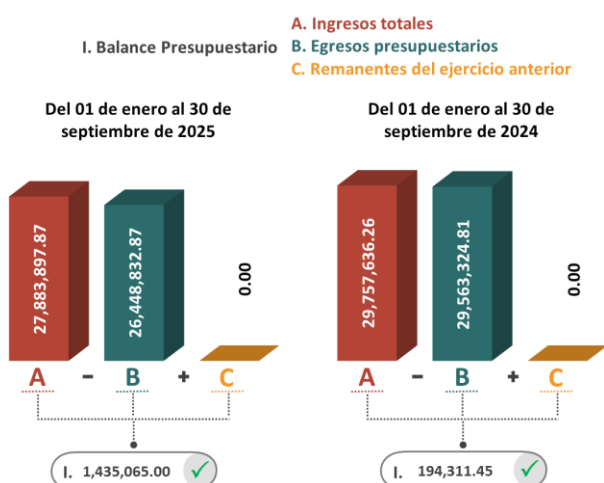 A. Ingresos totales
I. Balance Presupuestario
B. Egresos presupuestarios
C. Remanentes del ejercicio anterior
Del 01 de enero al 30 de
septiembre de 2025
27,883,897.87
26,448,832.87
0.00
A – B + C
I. 1,435,065.00 ✓
Del 01 de enero al 30 de
septiembre de 2024
29,757,636.26
29,563,324.81
0.00
A – B + C
I. 194,311.45 ✓